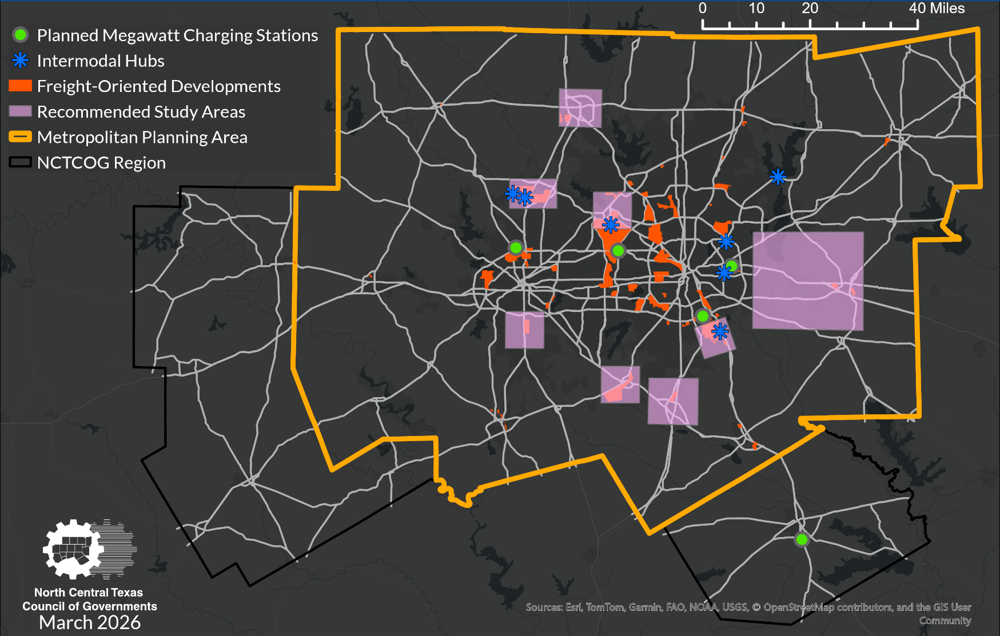 0 10 20 40 Miles
Planned Megawatt Charging Stations
Intermodal Hubs
Freight-Oriented Developments
Recommended Study Areas
Metropolitan Planning Area
NCTCOG Region
North Central Texas
Council of Governments
March 2026
Sources: Esri, TomTom, Garmin, FAO, NOAA, USGS, © OpenStreetMap contributors, and the GIS User
Community